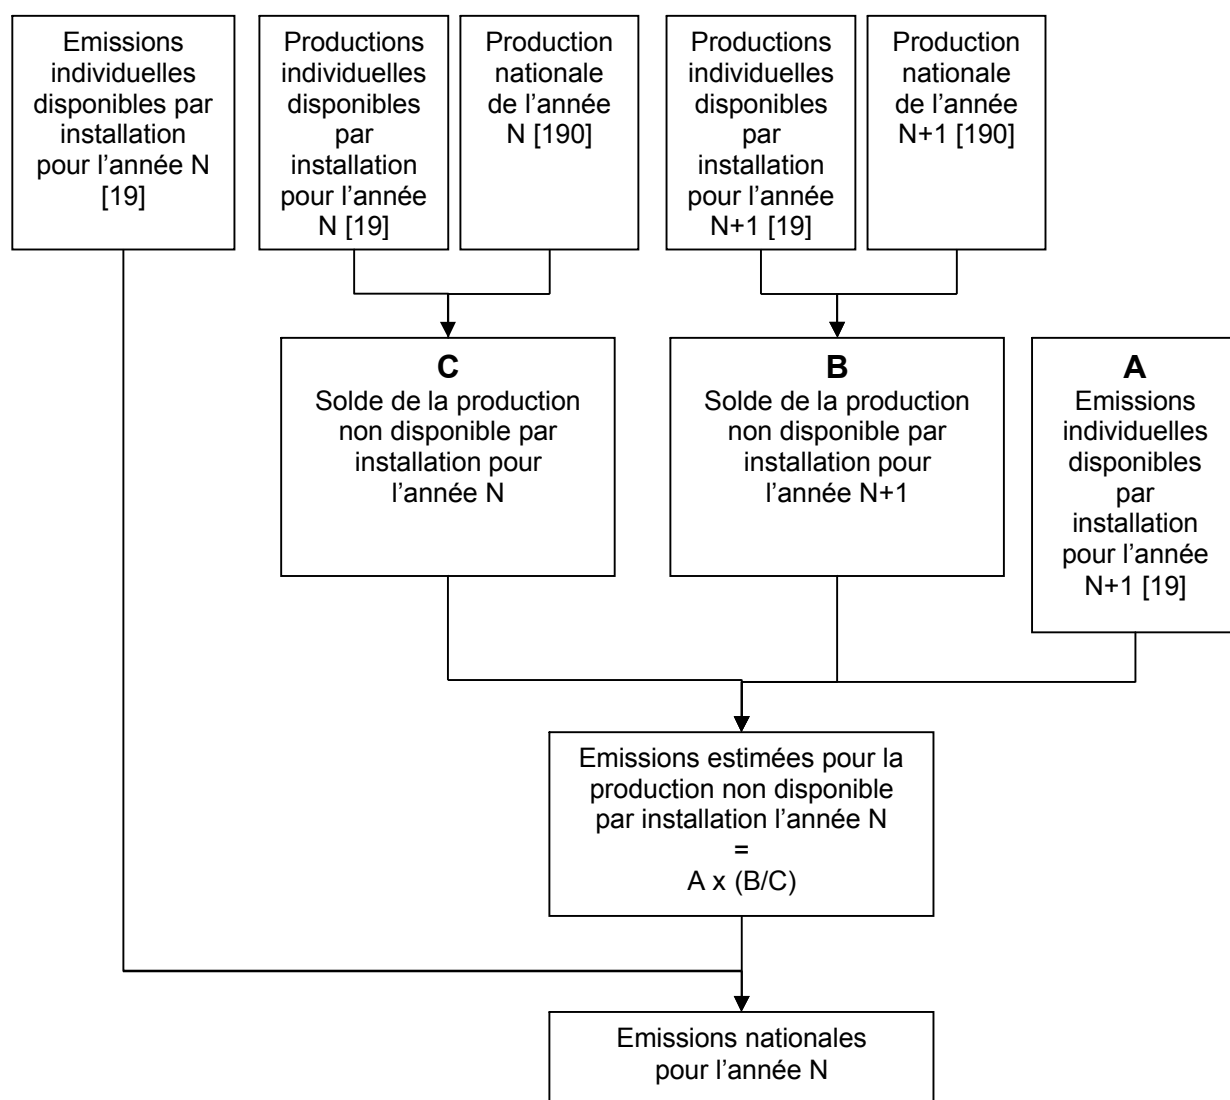 Emissions
individuelles
disponibles par
installation
pour l'année N
[19]
Productions
individuelles
disponibles
par
installation
pour l'année
N [19]
Production
nationale
de l'année
N [190]
Productions
individuelles
disponibles
par
installation
pour l'année
N+1 [19]
Production
nationale
de l'année
N+1 [190]
C
Solde de la production
non disponible par
installation pour
l'année N
B
Solde de la production
non disponible par
installation pour
l'année N+1
A
Emissions
individuelles
disponibles
par
installation
pour l'année
N+1 [19]
Emissions estimées pour la
production non disponible
par installation l'année N
=
A x (B/C)
Emissions nationales
pour l'année N